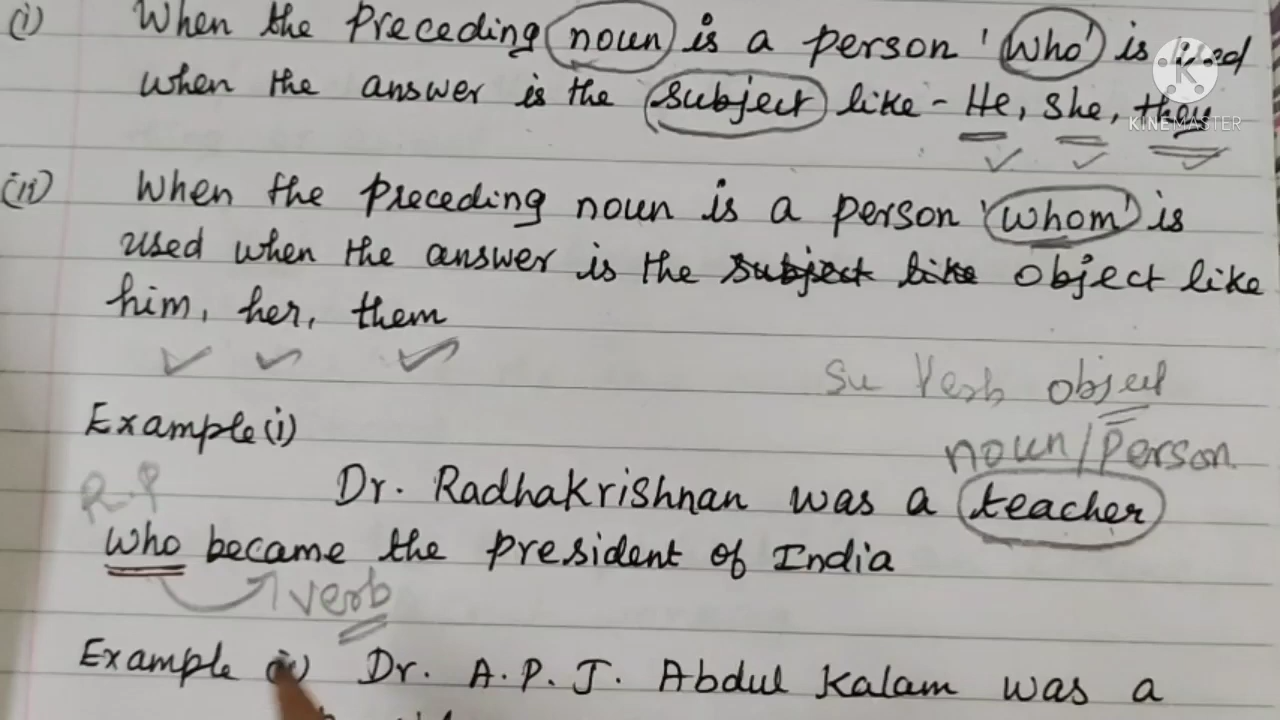 (i) When the preceding noun is a person 'who' is used
when the answer is the subject like - He, she, they
KINEMASTER
(ii) When the preceding noun is a person 'whom' is
used when the answer is the subject like object like
him, her, them
Su Verb object
Example (i)
noun/Person
R.P
Dr. Radhakrishnan was a teacher
who became the president of India
verb
Example Dr. A.P.J. Abdul Kalam was a